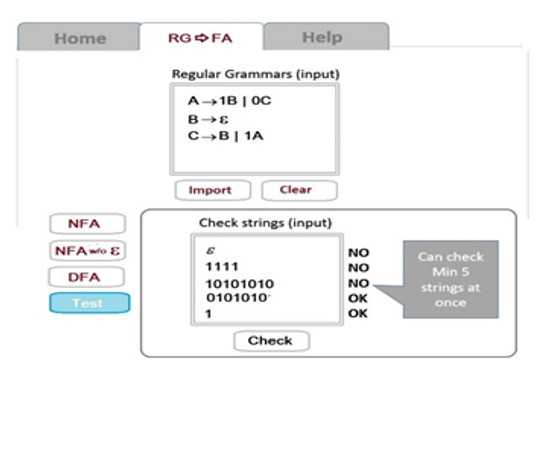 Home
RG⇨FA
Help
Regular Grammars (input)
A→1B | 0C
B→ε
C→B | 1A
Import
Clear
NFA
NFA w/o ε
DFA
Test
Check strings (input)
ε NO
1111 NO
10101010 NO
0101010 OK
1 OK
Can check
Min 5
strings at
once
Check